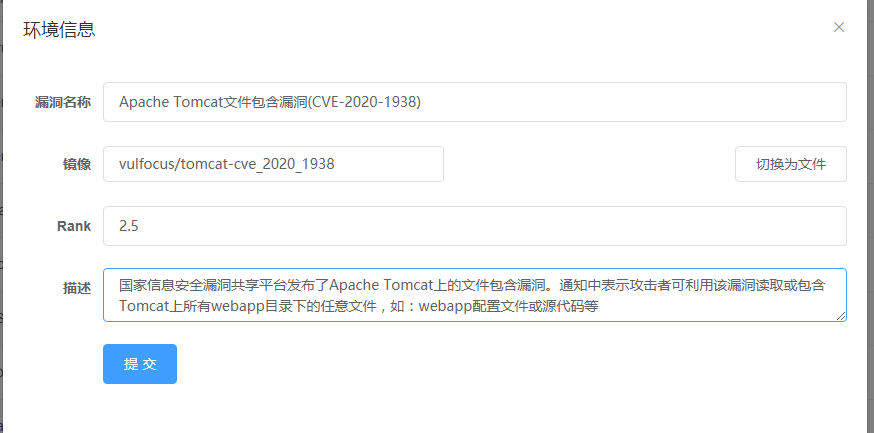 环境信息
漏洞名称 Apache Tomcat文件包含漏洞(CVE-2020-1938)
镜像 vulfocus/tomcat-cve_2020_1938 切换为文件
Rank 2.5
描述 国家信息安全漏洞共享平台发布了Apache Tomcat上的文件包含漏洞。通知中表示攻击者可利用该漏洞读取或包含
Tomcat上所有webapp目录下的任意文件，如：webapp配置文件或源代码等
提 交